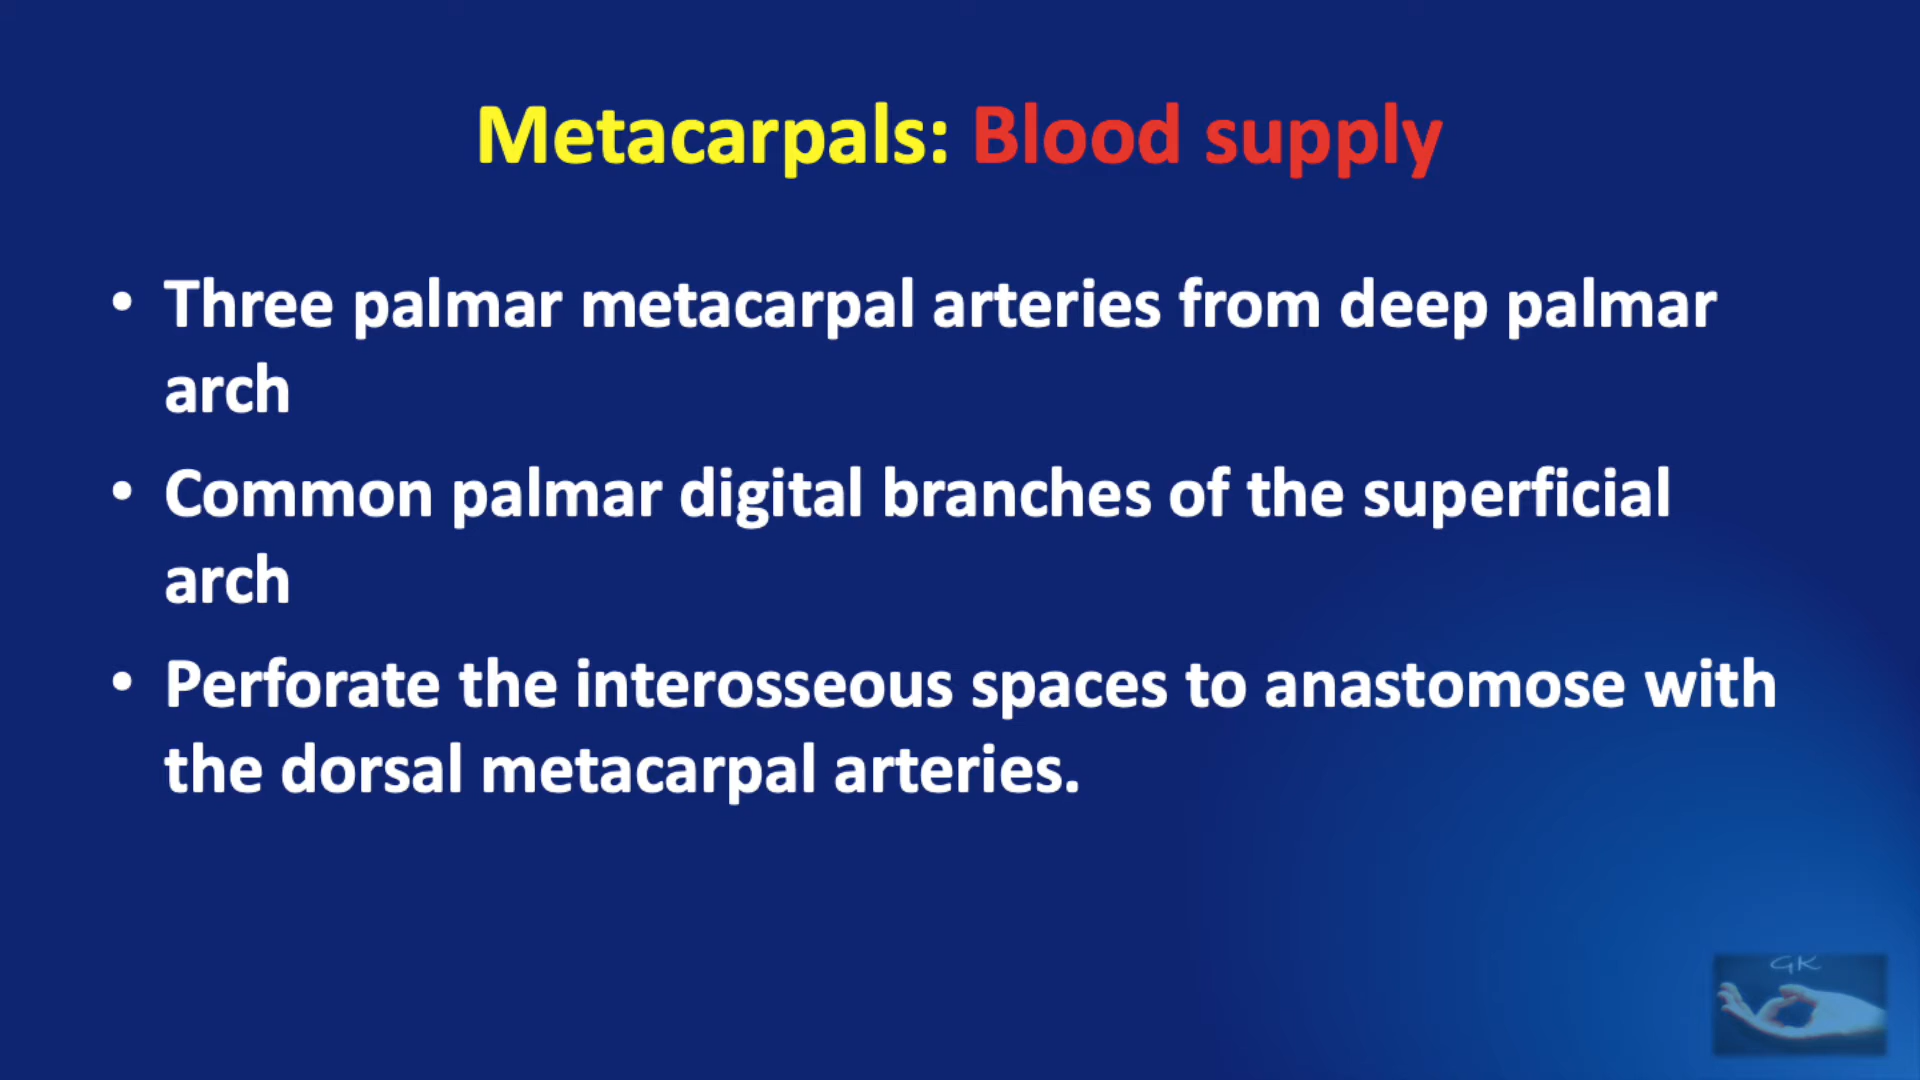 Metacarpals: Blood supply
• Three palmar metacarpal arteries from deep palmar
arch
• Common palmar digital branches of the superficial
arch
• Perforate the interosseous spaces to anastomose with
the dorsal metacarpal arteries.
GK